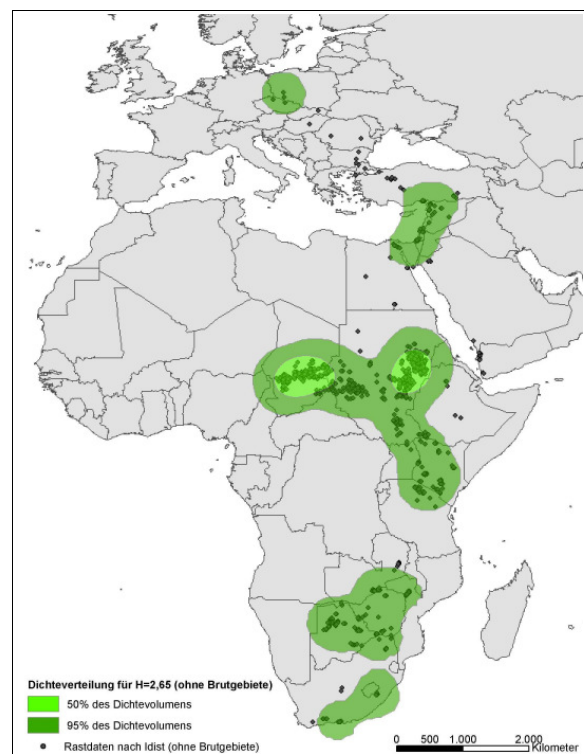 Dichteverteilung für H=2,65 (ohne Brutgebiete)
50% des Dichtevolumens
95% des Dichtevolumens
Rastdaten nach Idist (ohne Brutgebiete)
0 500 1.000 2.000
Kilometer